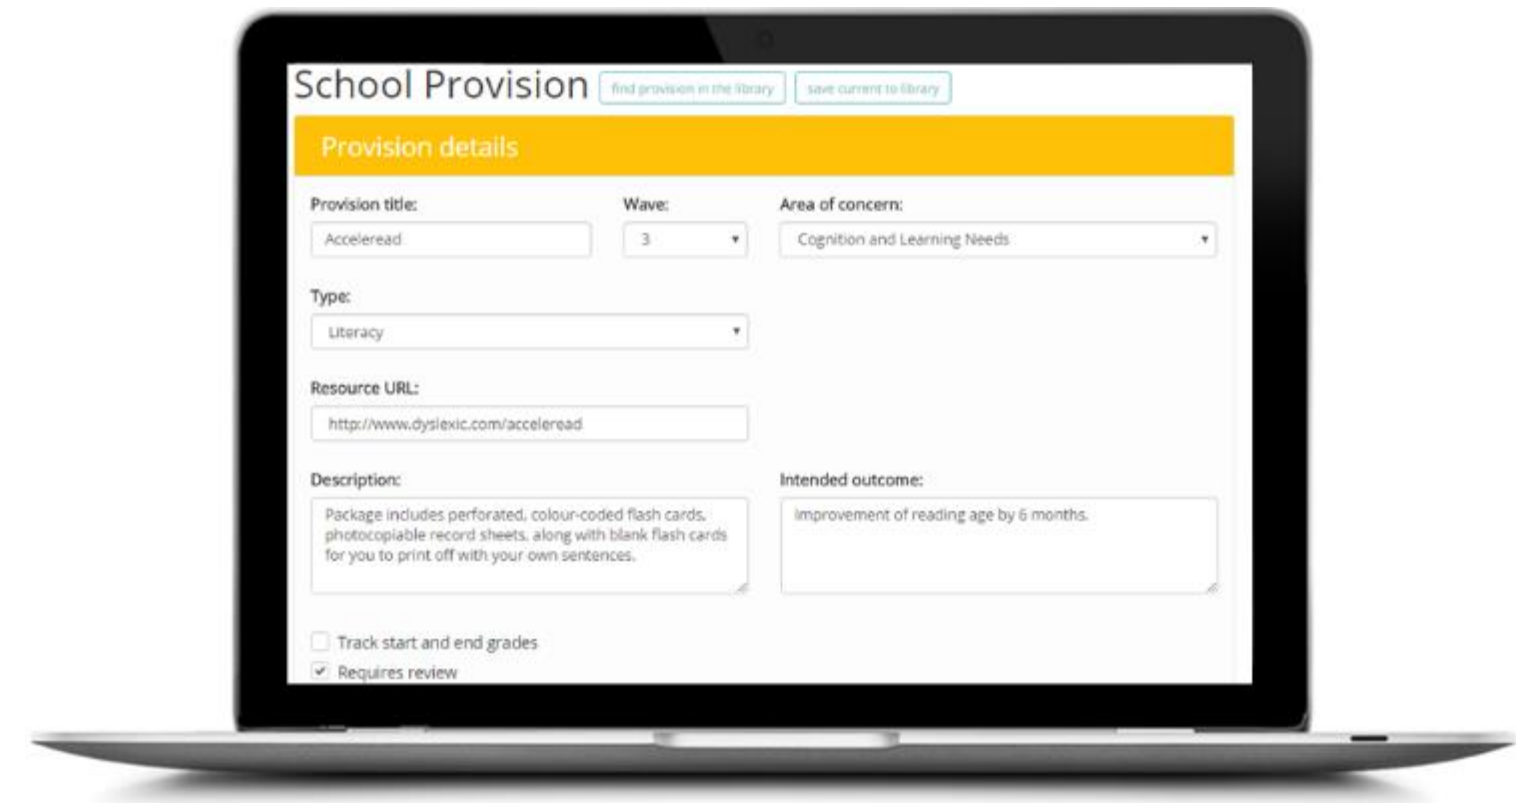 School Provision find provision in the library save current to library
Provision details
Provision title: Wave: Area of concern:
Acceleread 3 Cognition and Learning Needs
Type:
Literacy
Resource URL:
http://www.dyslexic.com/acceleread
Description: Intended outcome:
Package includes perforated, colour-coded flash cards, Improvement of reading age by 6 months.
photocopiable record sheets, along with blank flash cards
for you to print off with your own sentences.
Track start and end grades
Requires review